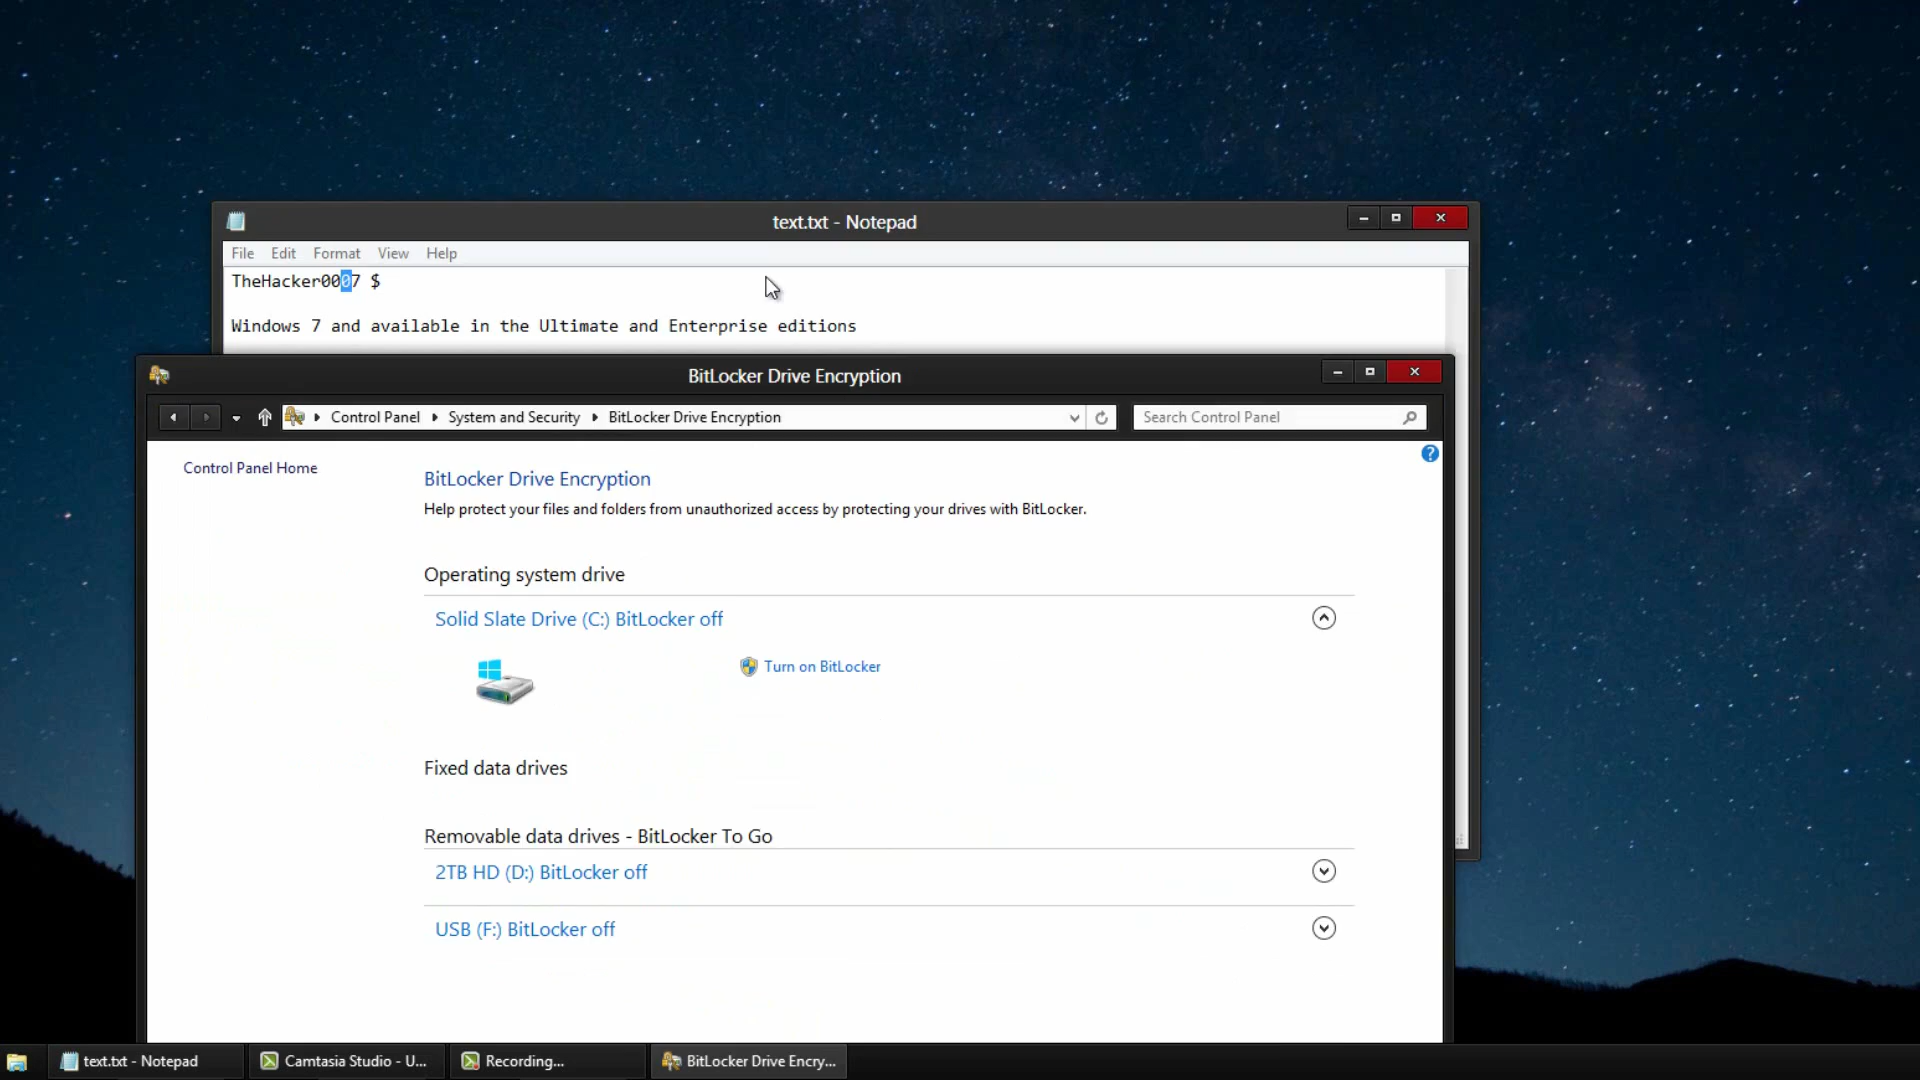 text.txt - Notepad
File Edit Format View Help
TheHacker0007 $
Windows 7 and available in the Ultimate and Enterprise editions
BitLocker Drive Encryption
Control Panel System and Security BitLocker Drive Encryption
Search Control Panel
Control Panel Home
BitLocker Drive Encryption
Help protect your files and folders from unauthorized access by protecting your drives with BitLocker.
Operating system drive
Solid Slate Drive (C:) BitLocker off
Turn on BitLocker
Fixed data drives
Removable data drives - BitLocker To Go
2TB HD (D:) BitLocker off
USB (F:) BitLocker off
text.txt - Notepad
Camtasia Studio - U...
Recording...
BitLocker Drive Encry...